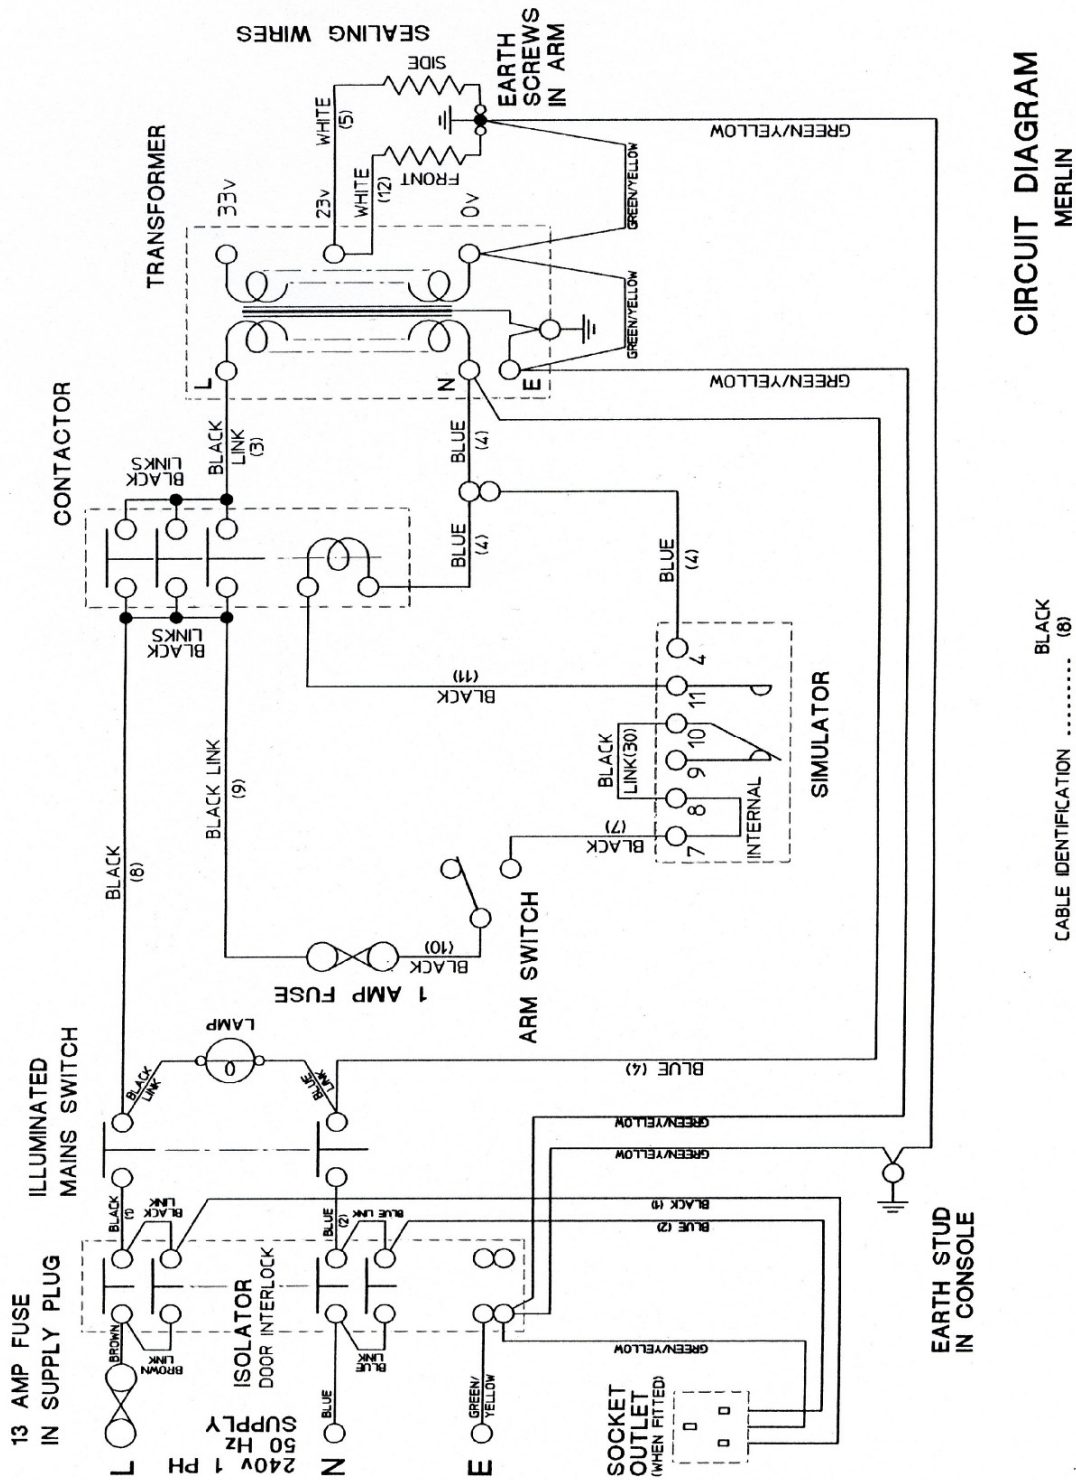 SEALING WIRES
SIDE
EARTH
SCREWS
IN ARM
WHITE
(5)
FRONT
WHITE
(12)
GREEN/YELLOW
GREEN/YELLOW
GREEN/YELLOW
GREEN/YELLOW
TRANSFORMER
33v
23v
0v
L
N
E
CONTACTOR
BLACK
LINKS
BLACK
LINK
(3)
BLUE
(4)
BLUE
(4)
BLUE
(4)
BLACK
LINKS
BLACK
(11)
BLACK
(8)
BLACK LINK
(9)
BLACK
LINK(30)
BLACK
(7)
4
11
10
9
8
7
INTERNAL
SIMULATOR
BLACK
(10)
1 AMP FUSE
ARM SWITCH
ILLUMINATED
MAINS SWITCH
LAMP
BLACK
LINK
BLUE
LINK
BLUE (4)
GREEN/YELLOW
GREEN/YELLOW
BLACK (1)
BLUE (2)
BLACK
(1)
BLACK
LINK
BLUE
(2)
BLUE LINK
13 AMP FUSE
IN SUPPLY PLUG
BROWN
BROWN
LINK
ISOLATOR
DOOR INTERLOCK
BLUE
BLUE
LINK
GREEN/
YELLOW
GREEN/YELLOW
L
240v 1 PH
50 Hz
SUPPLY
N
E
SOCKET
OUTLET
(WHEN FITTED)
EARTH STUD
IN CONSOLE
CIRCUIT DIAGRAM
MERLIN
BLACK
CABLE IDENTIFICATION ........ (8)